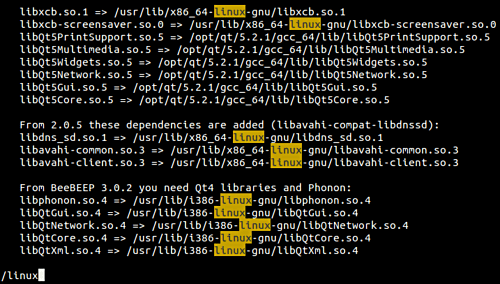 libxcb.so.1 => /usr/lib/x86_64-linux-gnu/libxcb.so.1
libxcb-screensaver.so.0 => /usr/lib/x86_64-linux-gnu/libxcb-screensaver.so.0
libQt5PrintSupport.so.5 => /opt/qt/5.2.1/gcc_64/lib/libQt5PrintSupport.so.5
libQt5Multimedia.so.5 => /opt/qt/5.2.1/gcc_64/lib/libQt5Multimedia.so.5
libQt5Widgets.so.5 => /opt/qt/5.2.1/gcc_64/lib/libQt5Widgets.so.5
libQt5Network.so.5 => /opt/qt/5.2.1/gcc_64/lib/libQt5Network.so.5
libQt5Gui.so.5 => /opt/qt/5.2.1/gcc_64/lib/libQt5Gui.so.5
libQt5Core.so.5 => /opt/qt/5.2.1/gcc_64/lib/libQt5Core.so.5
From 2.0.5 these dependencies are added (libavahi-compat-libdnssd):
libdns_sd.so.1 => /usr/lib/x86_64-linux-gnu/libdns_sd.so.1
libavahi-common.so.3 => /usr/lib/x86_64-linux-gnu/libavahi-common.so.3
libavahi-client.so.3 => /usr/lib/x86_64-linux-gnu/libavahi-client.so.3
From BeeBEEP 3.0.2 you need Qt4 libraries and Phonon:
libphonon.so.4 => /usr/lib/i386-linux-gnu/libphonon.so.4
libQtGui.so.4 => /usr/lib/i386-linux-gnu/libQtGui.so.4
libQtNetwork.so.4 => /usr/lib/i386-linux-gnu/libQtNetwork.so.4
libQtCore.so.4 => /usr/lib/i386-linux-gnu/libQtCore.so.4
libQtXml.so.4 => /usr/lib/i386-linux-gnu/libQtXml.so.4
/linux